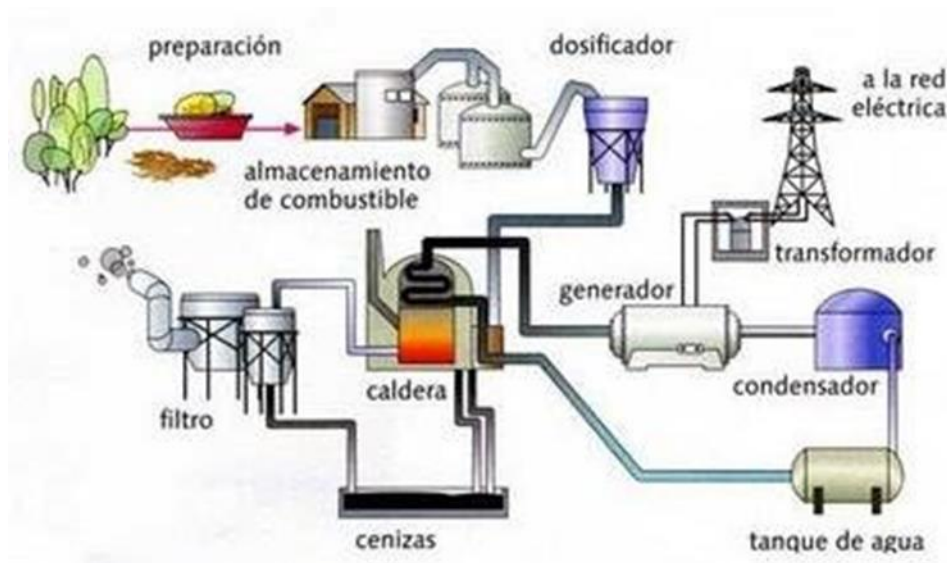 preparación
dosificador
a la red
eléctrica
almacenamiento
de combustible
transformador
generador
caldera
condensador
filtro
cenizas
tanque de agua